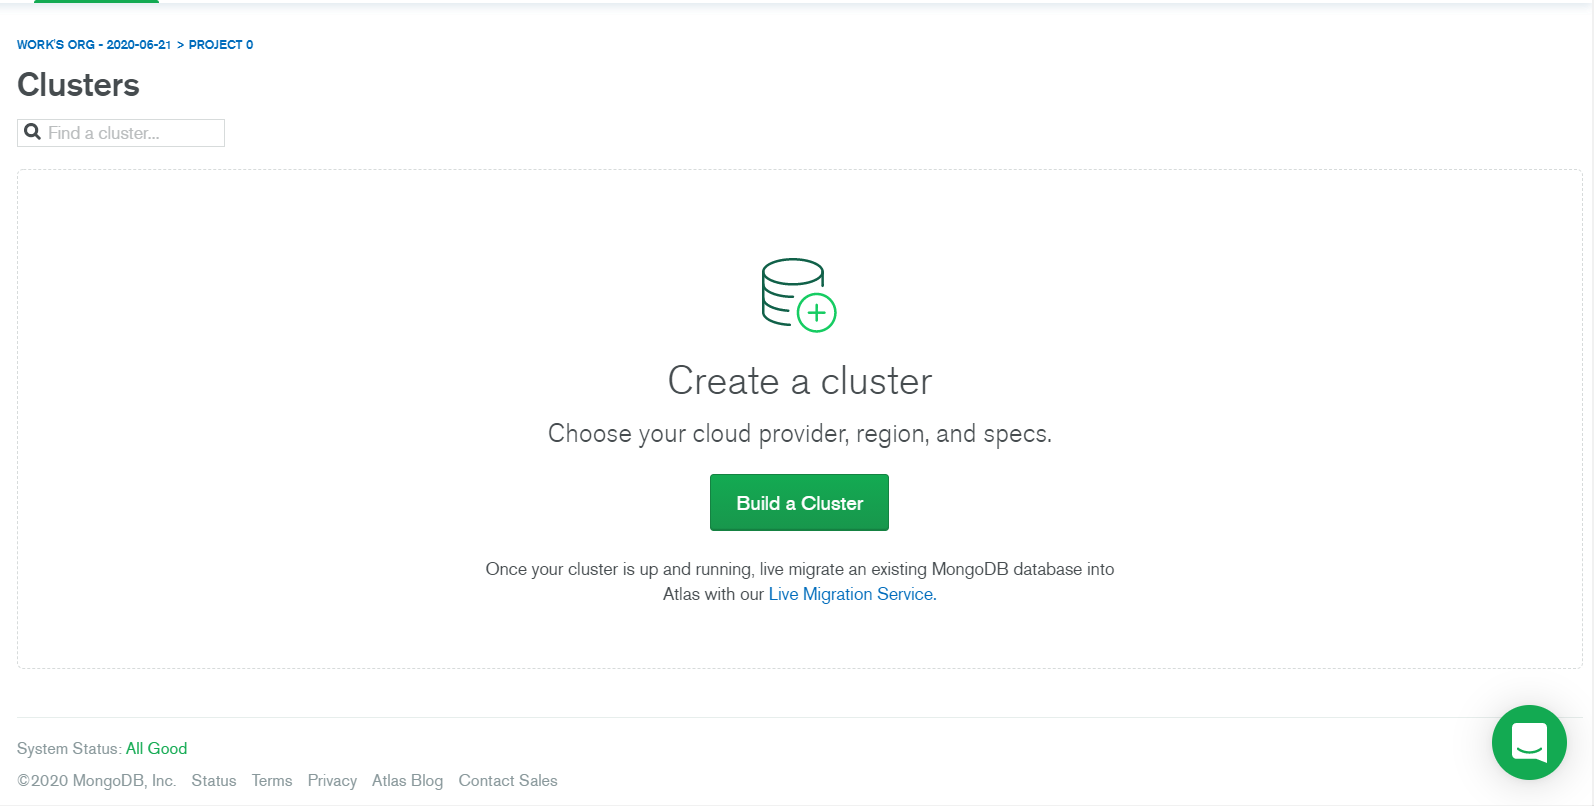 WORK'S ORG - 2020-06-21 > PROJECT 0
Clusters
Find a cluster...
Create a cluster
Choose your cloud provider, region, and specs.
Build a Cluster
Once your cluster is up and running, live migrate an existing MongoDB database into
Atlas with our Live Migration Service.
System Status: All Good
©2020 MongoDB, Inc. Status Terms Privacy Atlas Blog Contact Sales